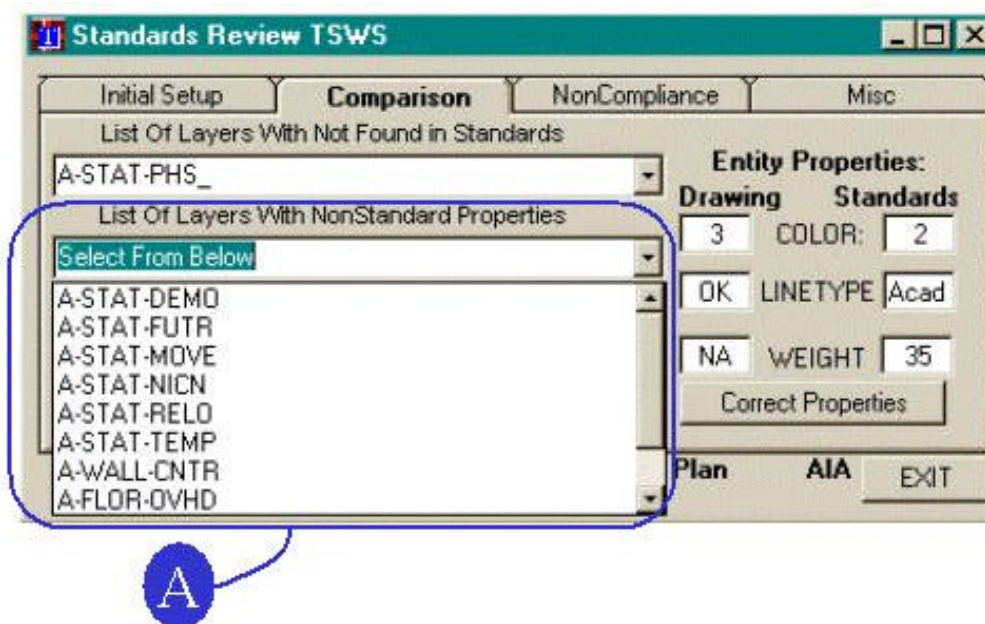 T Standards Review TSWS
Initial Setup Comparison NonCompliance Misc
List Of Layers With Not Found in Standards
A-STAT-PHS_
Entity Properties:
Drawing Standards
List Of Layers With NonStandard Properties
3 COLOR: 2
Select From Below
A-STAT-DEMO
OK LINETYPE Acad
A-STAT-FUTR
A-STAT-MOVE
NA WEIGHT 35
A-STAT-NICN
A-STAT-RELO
Correct Properties
A-STAT-TEMP
A-WALL-CNTR
A-FLOR-OVHD
Plan AIA EXIT
A